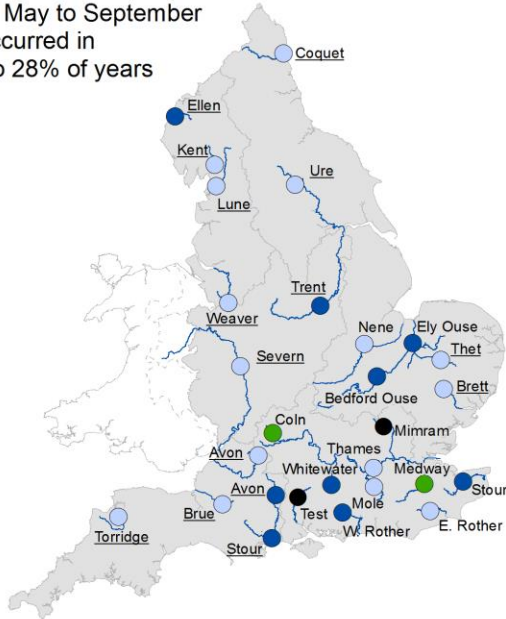 May to September
curred in
28% of years
Coquet
Ellen
Kent
Ure
Lune
Trent
Weaver
Nene
Ely Ouse
Thet
Severn
Brett
Bedford Ouse
Coln
Mimram
Avon
Thames
Whitewater
Medway
Avon
Stour
Brue
Test
Mole
W. Rother
E. Rother
Torridge
Stour